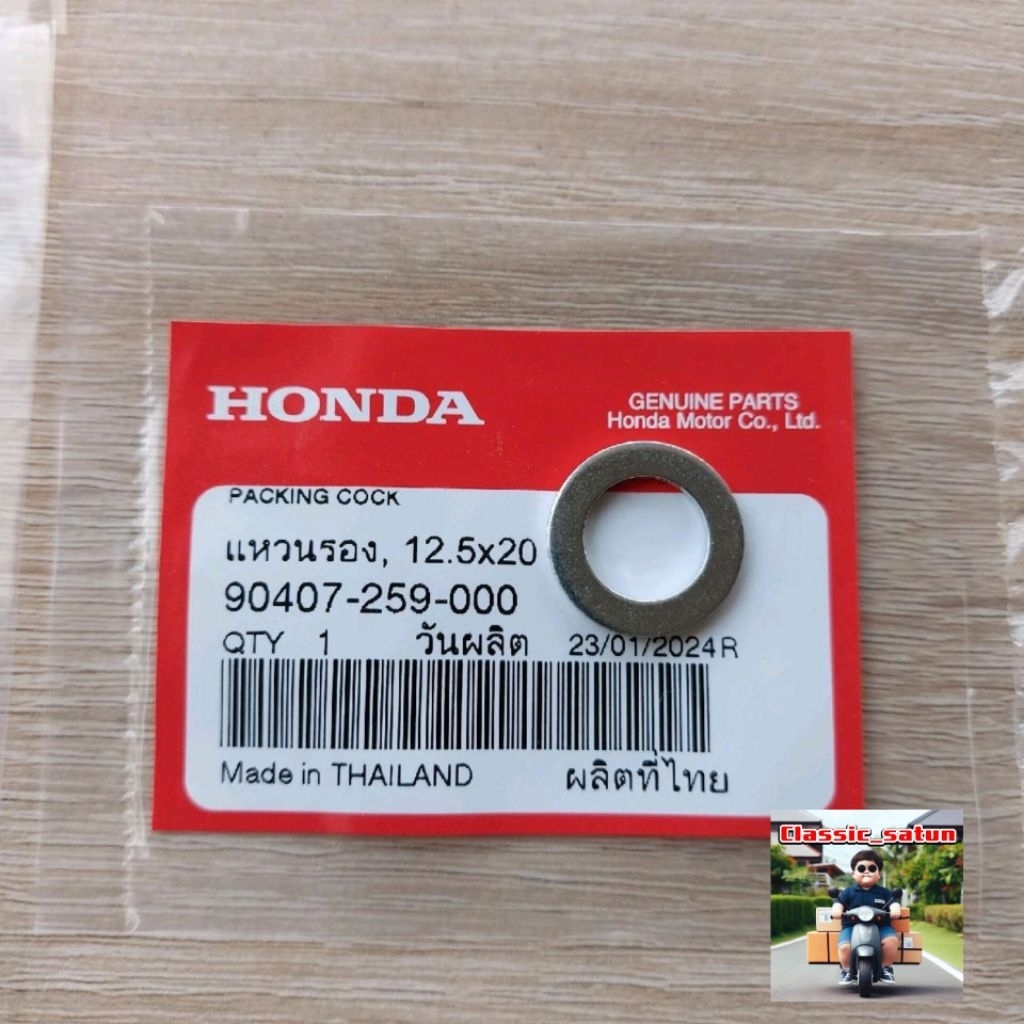 HONDA
GENUINE PARTS
Honda Motor Co., Ltd.
PACKING COCK
แหวนรอง, 12.5x20
90407-259-000
QTY 1 วันผลิต 23/01/2024R
Made in THAILAND ผลิตที่ไทย
Classic_satun